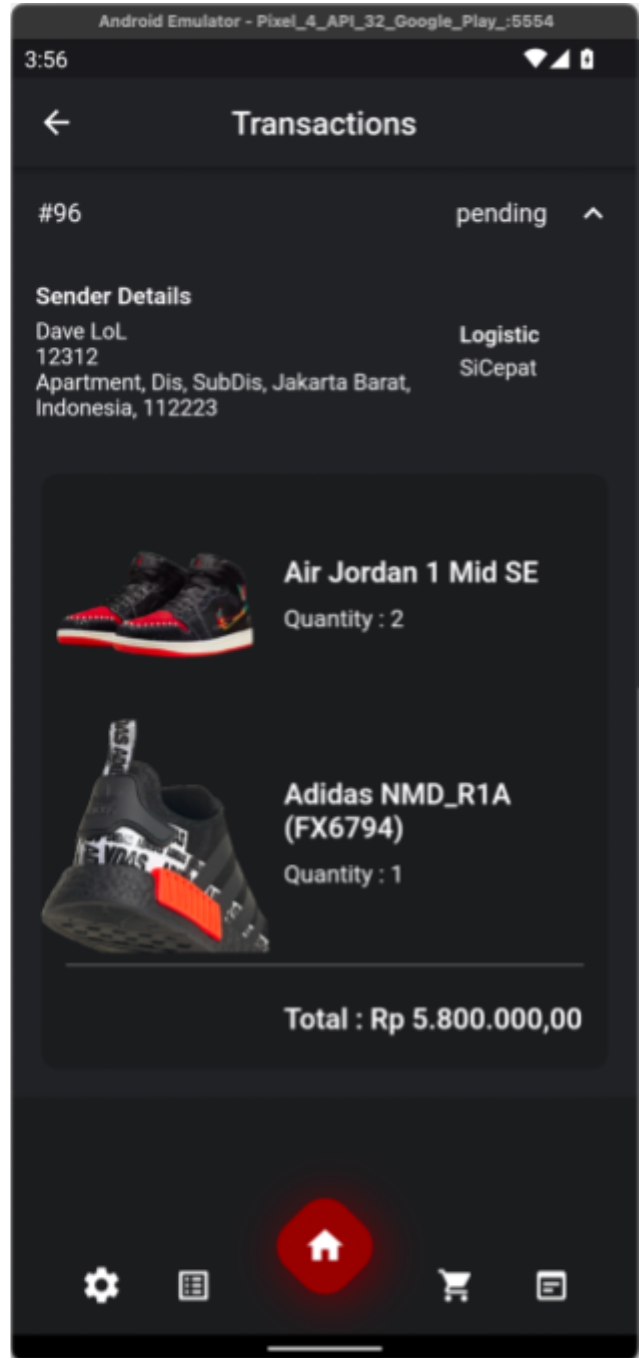 Android Emulator - Pixel_4_API_32_Google_Play_:5554
3:56
Transactions
#96
pending
Sender Details
Dave LoL
12312
Apartment, Dis, SubDis, Jakarta Barat,
Indonesia, 112223
Logistic
SiCepat
Air Jordan 1 Mid SE
Quantity : 2
Adidas NMD_R1A
(FX6794)
Quantity : 1
Total : Rp 5.800.000,00